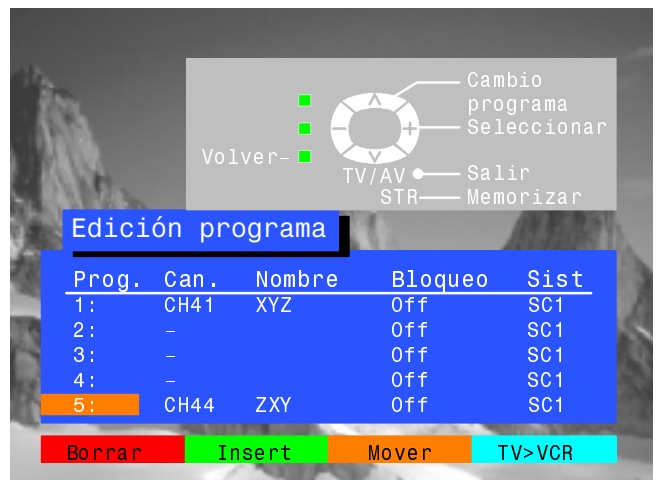 Cambio
programa
Seleccionar
Volver–
TV/AV Salir
STR Memorizar
Edición programa
Prog. Can. Nombre Bloqueo Sist
1: CH41 XYZ Off SC1
2: – Off SC1
3: – Off SC1
4: – Off SC1
5: CH44 ZXY Off SC1
Borrar Insert Mover TV>VCR